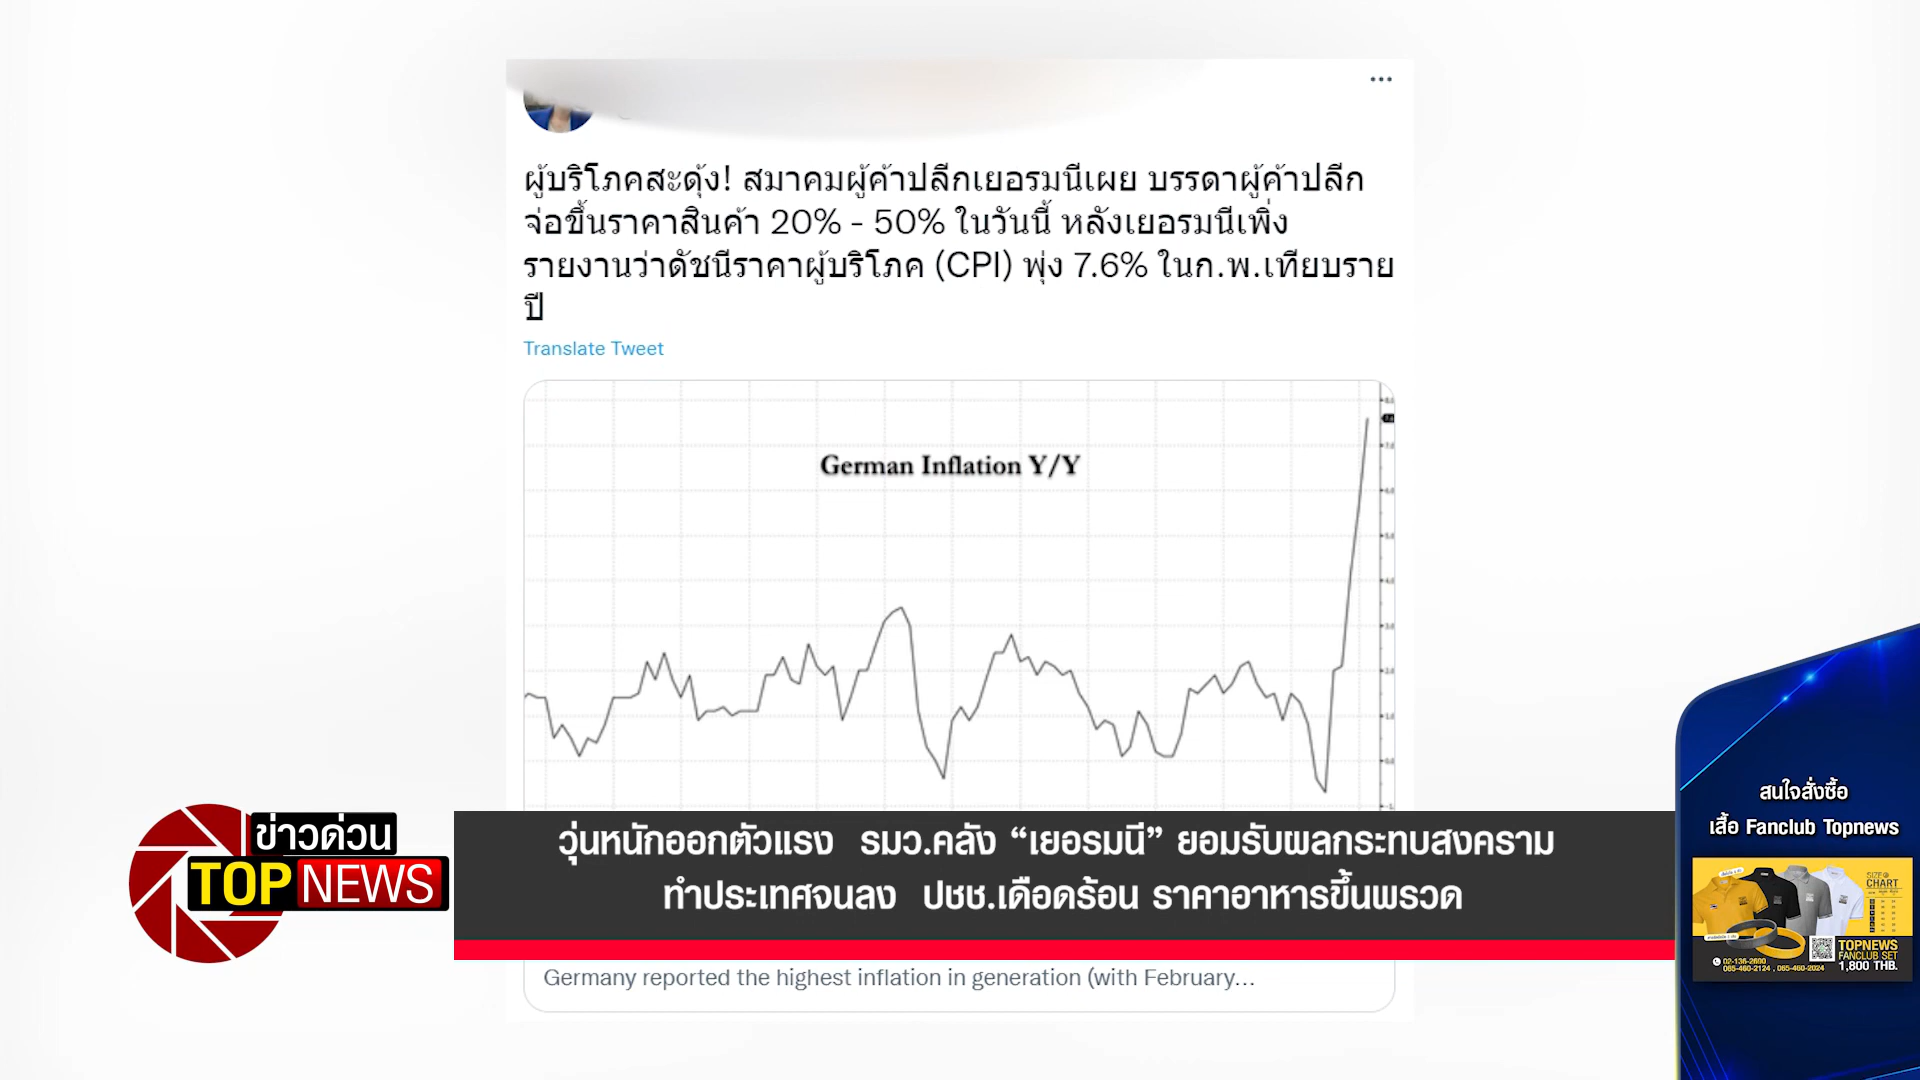 ผู้บริโภคสะดุ้ง! สมาคมผู้ค้าปลีกเยอรมนีเผย บรรดาผู้ค้าปลีก
จ่อขึ้นราคาสินค้า 20% - 50% ในวันนี้ หลังเยอรมนีเพิ่ง
รายงานว่าดัชนีราคาผู้บริโภค (CPI) พุ่ง 7.6% ในก.พ.เทียบราย
ปี
Translate Tweet
German Inflation Y/Y
ข่าวด่วน
TOP NEWS
วุ่นหนักออกตัวแรง รมว.คลัง “เยอรมนี” ยอมรับผลกระทบสงคราม
ทำประเทศจนลง ปชช.เดือดร้อน ราคาอาหารขึ้นพรวด
Germany reported the highest inflation in generation (with February...
สนใจสั่งซื้อ
เสื้อ Fanclub Topnews
SIZE
CHART
TOPNEWS
FANCLUB SET
1,800 THB.
02-136-2690
065-460-2124 , 065-460-2024